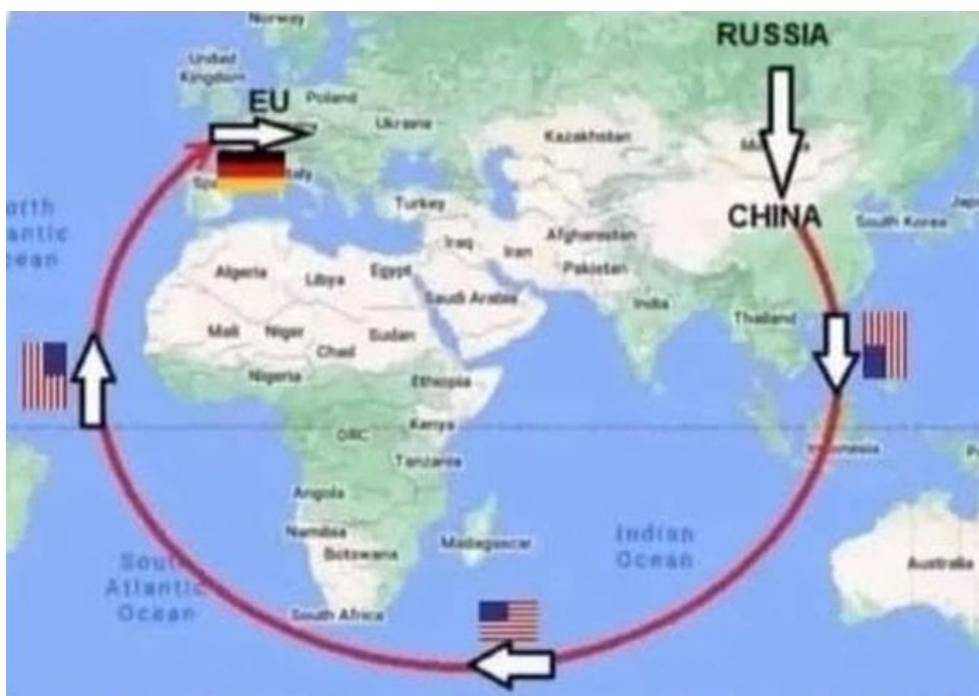 Norway
RUSSIA
United
Kingdom
EU
Poland
Ukraine
Kazakhstan
CHINA
South Korea
Turkey
Iraq
Iran
Afghanistan
Pakistan
Algeria
Libya
Egypt
Saudi Arabia
India
Thailand
Mali
Niger
Chad
Sudan
Nigeria
Ethiopia
DRC
Kenya
Tanzania
Indonesia
Angola
Namibia
Botswana
Madagascar
South Africa
Indian
Ocean
South
Atlantic
Ocean
Australia